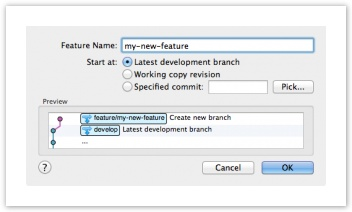 Feature Name: my-new-feature
Start at: Latest development branch
Working copy revision
Specified commit: Pick...
Preview
feature/my-new-feature Create new branch
develop Latest development branch
...
? Cancel OK